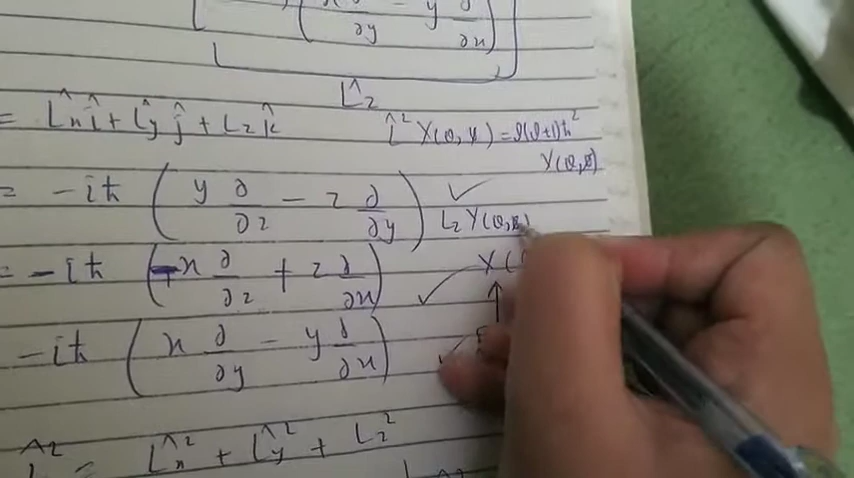 ∂/∂y − y ∂/∂x
L̂z
= L̂x î + L̂y ĵ + Lz k̂
L̂² Y(θ,φ) = l(l+1)ħ²
Y(θ,φ)
= −iħ ( y ∂/∂z − z ∂/∂y )
Lz Y(θ,φ)
= −iħ ( −x ∂/∂z + z ∂/∂x )
Y(
−iħ ( x ∂/∂y − y ∂/∂x )
L̂² = L̂x² + L̂y² + Lz²